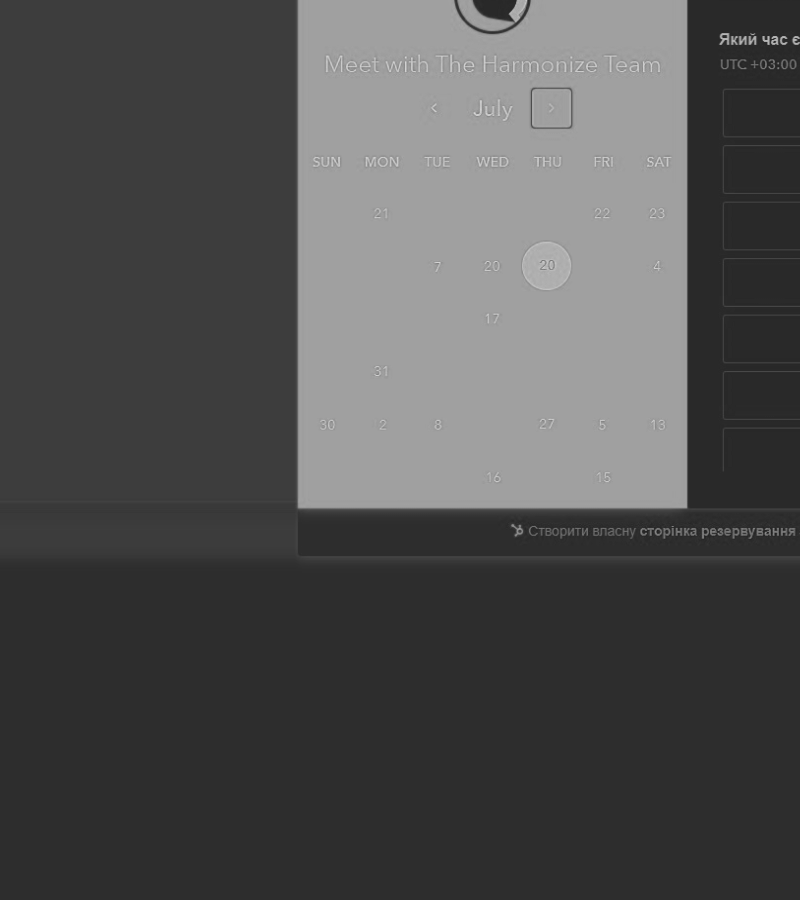 Meet with The Harmonize Team
July
SUN MON TUE WED THU FRI SAT
21 22 23
7 20 20 4
17
31
30 2 8 27 5 13
16 15
Який час є
UTC +03:00
Створити власну сторінка резервування